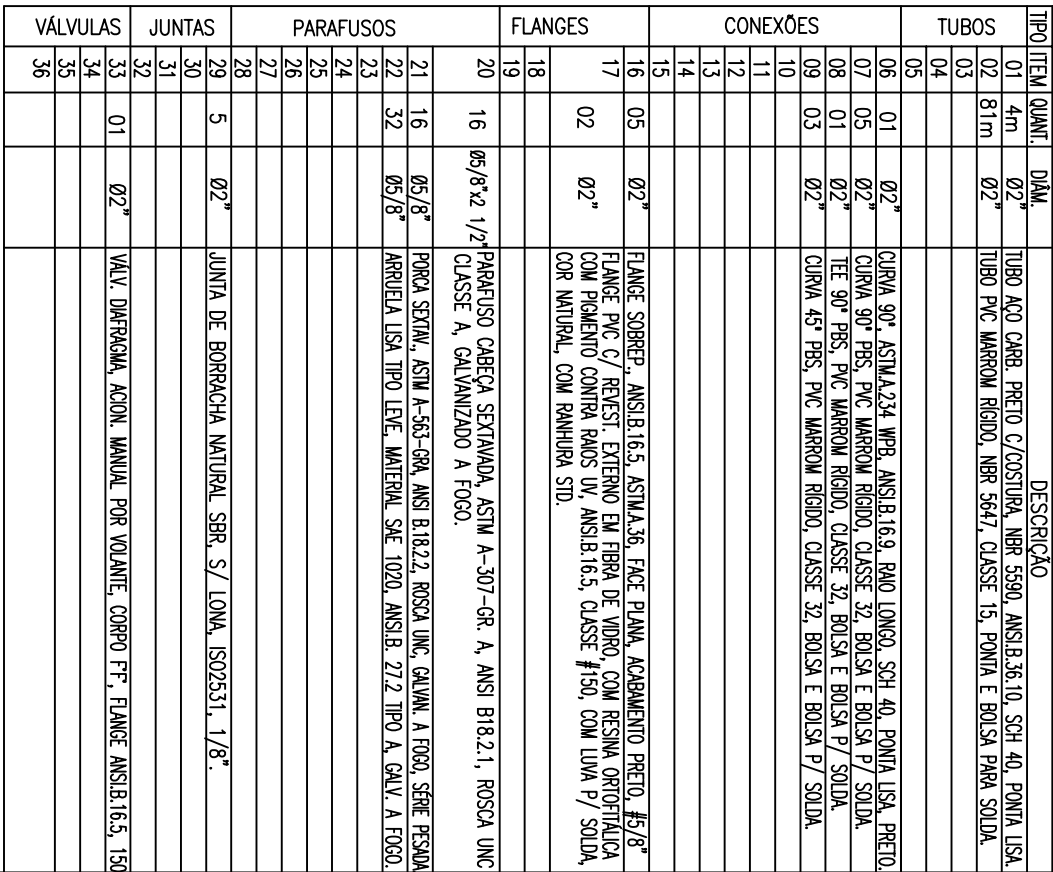 TIPO ITEM QUANT. DIÂM. DESCRIÇÃO
TUBOS
01 4m Ø2" TUBO AÇO CARB. PRETO C/COSTURA, NBR 5590, ANSI.B.36.10, SCH 40, PONTA LISA.
02 81m Ø2" TUBO PVC MARROM RÍGIDO, NBR 5647, CLASSE 15, PONTA E BOLSA PARA SOLDA.
03
04
05
CONEXÕES
06 01 Ø2" CURVA 90°, ASTM.A.234 WPB, ANSI.B.16.9, RAIO LONGO, SCH 40, PONTA LISA, PRETO.
07 05 Ø2" CURVA 90° PBS, PVC MARROM RÍGIDO, CLASSE 32, BOLSA E BOLSA P/ SOLDA.
08 01 Ø2" TEE 90° PBS, PVC MARROM RÍGIDO, CLASSE 32, BOLSA E BOLSA P/ SOLDA.
09 03 Ø2" CURVA 45° PBS, PVC MARROM RÍGIDO, CLASSE 32, BOLSA E BOLSA P/ SOLDA.
10
11
12
13
14
15
FLANGES
16 05 Ø2" FLANGE SOBREP., ANSI.B.16.5, ASTM.A.36, FACE PLANA, ACABAMENTO PRETO, #5/8"
17 02 Ø2" FLANGE PVC C/ REVEST. EXTERNO EM FIBRA DE VIDRO, COM RESINA ORTOFITÁLICA
COM PIGMENTO CONTRA RAIOS UV, ANSI.B.16.5, CLASSE #150, COM LUVA P/ SOLDA,
COR NATURAL, COM RANHURA STD.
18
19
PARAFUSOS
20 16 Ø5/8"x2 1/2" PARAFUSO CABEÇA SEXTAVADA, ASTM A-307-GR. A, ANSI B18.2.1, ROSCA UNC
CLASSE A, GALVANIZADO A FOGO.
21 16 Ø5/8" PORCA SEXTAV., ASTM A-563-GRA, ANSI B.18.2.2, ROSCA UNC, GALVAN. A FOGO, SÉRIE PESADA
22 32 Ø5/8" ARRUELA LISA TIPO LEVE, MATERIAL SAE 1020, ANSI.B. 27.2 TIPO A, GALV. A FOGO.
23
24
25
26
27
28
JUNTAS
29 5 Ø2" JUNTA DE BORRACHA NATURAL SBR, S/ LONA, ISO2531, 1/8".
30
31
32
VÁLVULAS
33 01 Ø2" VÁLV. DIAFRAGMA, ACION. MANUAL POR VOLANTE, CORPO F°F°, FLANGE ANSI.B.16.5, 150
34
35
36